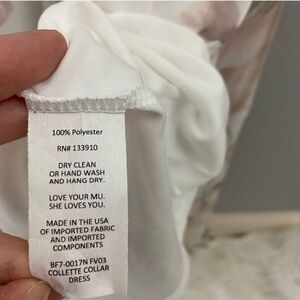 100% Polyester
RN# 133910
DRY CLEAN
OR HAND WASH
AND HANG DRY.
LOVE YOUR MU.
SHE LOVES YOU.
MADE IN THE USA
OF IMPORTED FABRIC
AND IMPORTED
COMPONENTS
BF7-0017N FV03
COLLETTE COLLAR
DRESS